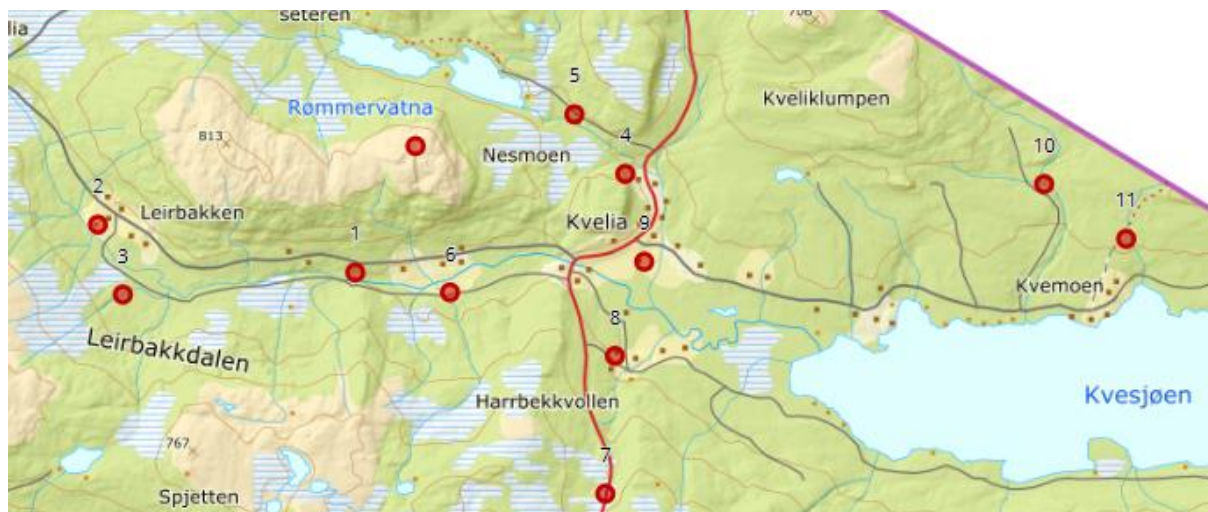 seteren
708
lia
5
Kveliklumpen
Rømmervatna
813
4
Nesmoen
10
2
Leirbakken
11
Kvelia
9
1
6
3
Kvemoen
8
Leirbakkdalen
Kvesjøen
Harrbekkvollen
767
7
Spjetten